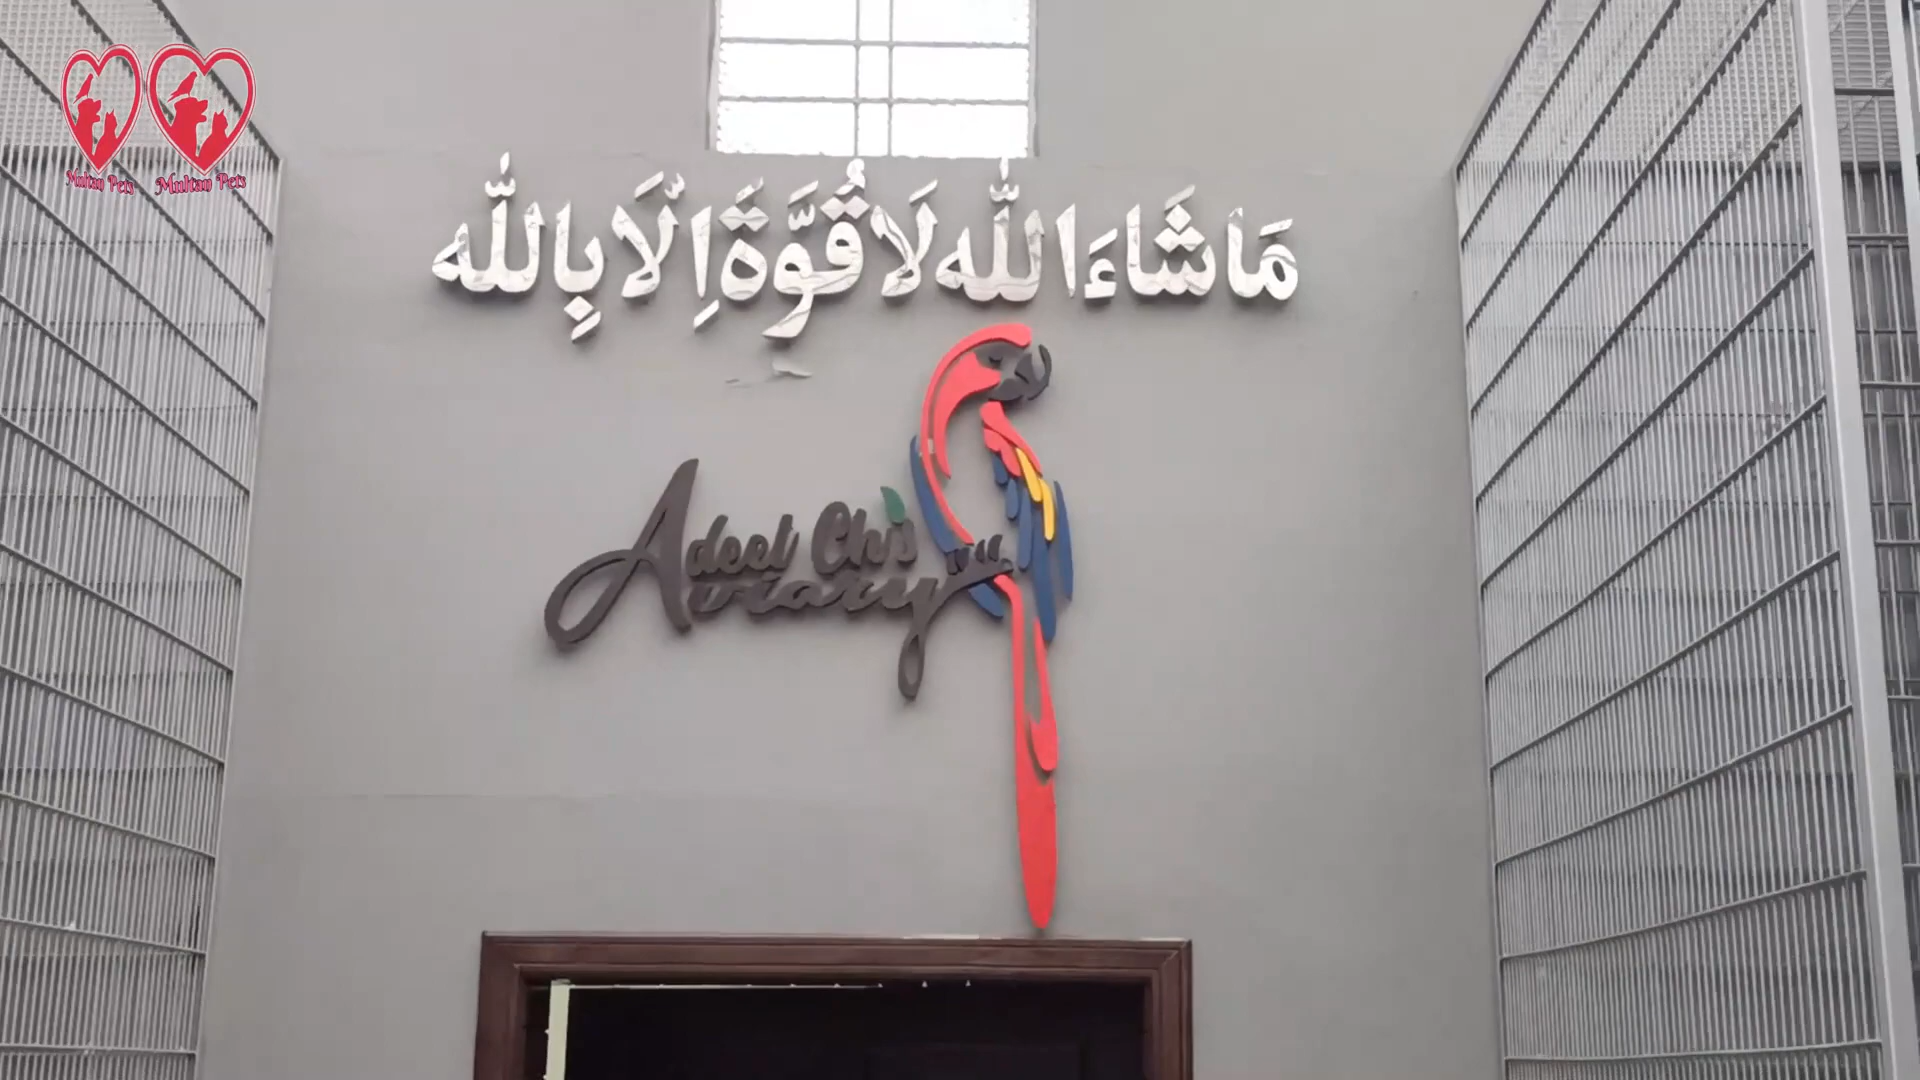 Multan Pets Multan Pets
مَاشَاءَاللّٰه لَاقُوَّةَ اِلَّا بِاللّٰه
Adeel Ch's
Aviary